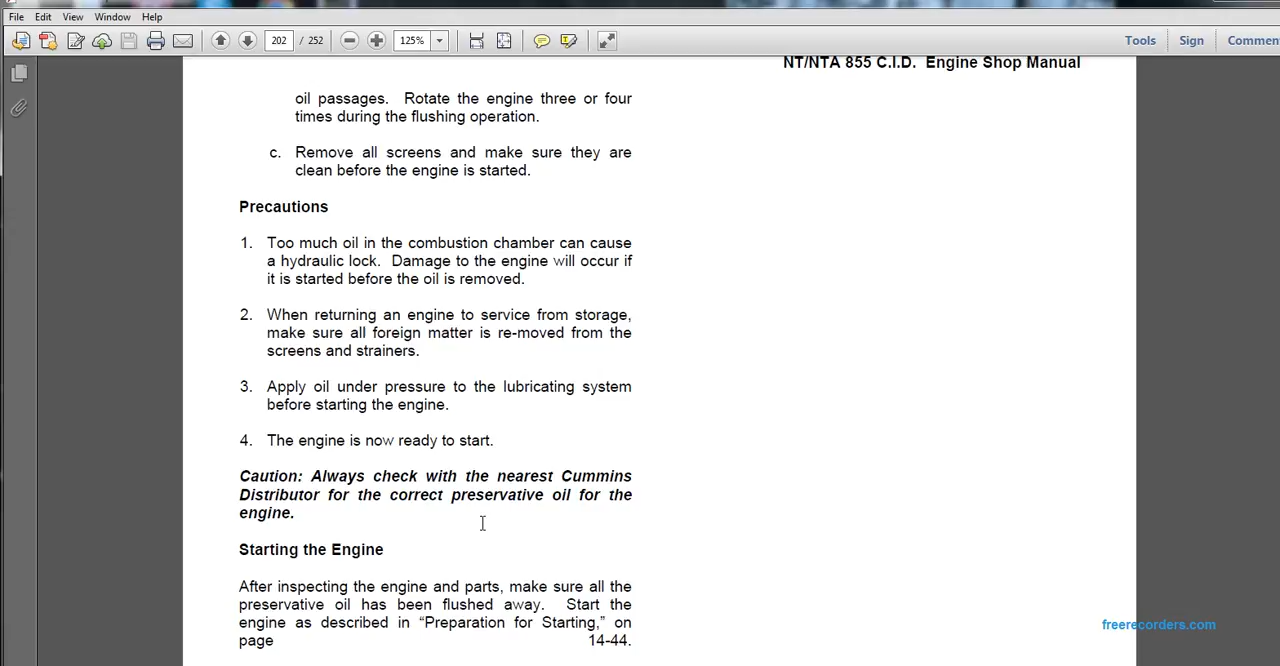 File Edit View Window Help
202 / 252 125% Tools Sign Commen
NT/NTA 855 C.I.D. Engine Shop Manual
oil passages. Rotate the engine three or four
times during the flushing operation.
c. Remove all screens and make sure they are
clean before the engine is started.
Precautions
1. Too much oil in the combustion chamber can cause
a hydraulic lock. Damage to the engine will occur if
it is started before the oil is removed.
2. When returning an engine to service from storage,
make sure all foreign matter is re-moved from the
screens and strainers.
3. Apply oil under pressure to the lubricating system
before starting the engine.
4. The engine is now ready to start.
Caution: Always check with the nearest Cummins
Distributor for the correct preservative oil for the
engine.
Starting the Engine
After inspecting the engine and parts, make sure all the
preservative oil has been flushed away. Start the
engine as described in “Preparation for Starting,” on
page 14-44.
freerecorders.com